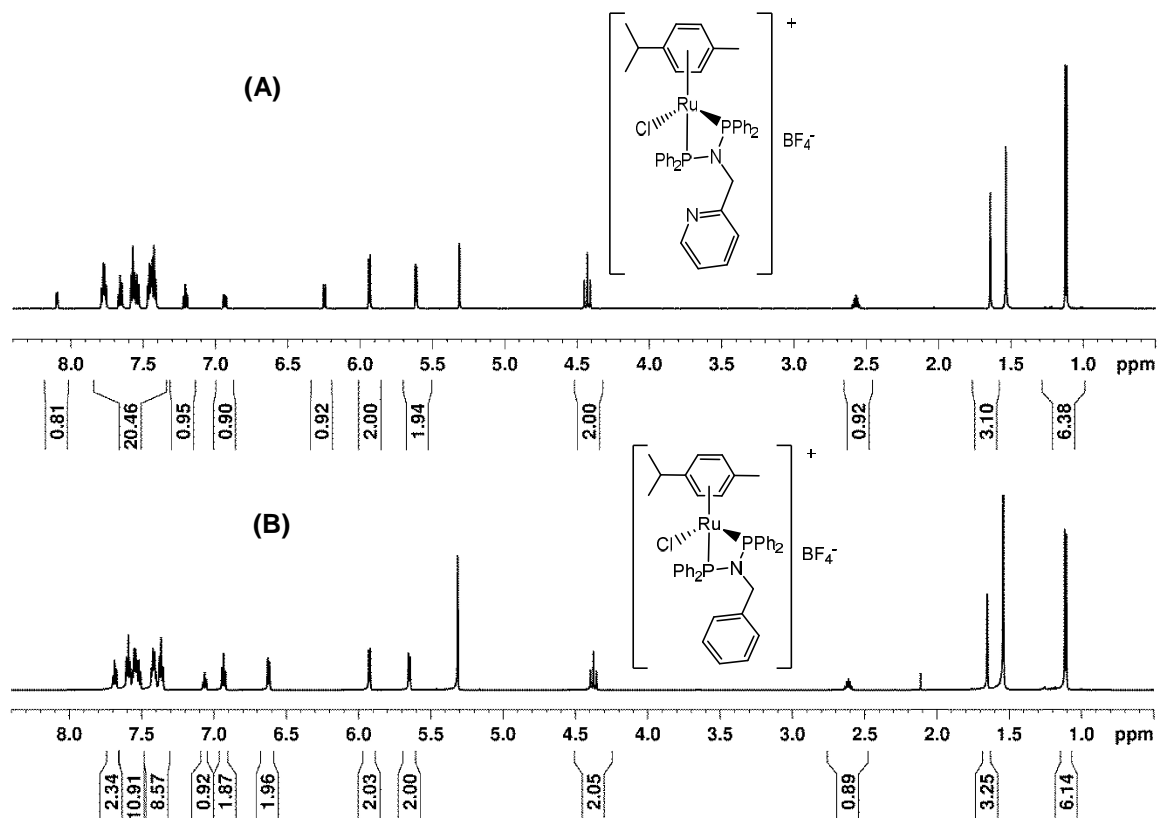 (A)
+
Ru
Cl
PPh2
Ph2P
N
BF4-
N
8.0 7.5 7.0 6.5 6.0 5.5 5.0 4.5 4.0 3.5 3.0 2.5 2.0 1.5 1.0 ppm
0.81 20.46 0.95 0.90 0.92 2.00 1.94 2.00 0.92 3.10 6.38
(B)
+
Ru
Cl
PPh2
Ph2P
N
BF4-
8.0 7.5 7.0 6.5 6.0 5.5 5.0 4.5 4.0 3.5 3.0 2.5 2.0 1.5 1.0 ppm
2.34 10.91 8.57 0.92 1.87 1.96 2.03 2.00 2.05 0.89 3.25 6.14